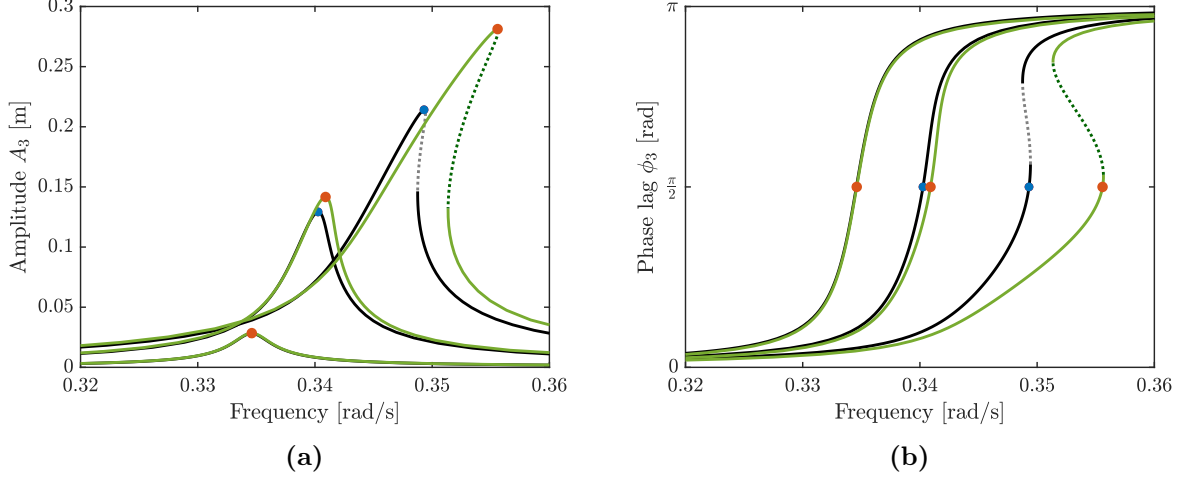 Amplitude A₃ [m]
0.3
0.25
0.2
0.15
0.1
0.05
0
0.32
0.33
0.34
0.35
0.36
Frequency [rad/s]
(a)
Phase lag ϕ₃ [rad]
π
π/2
0
0.32
0.33
0.34
0.35
0.36
Frequency [rad/s]
(b)